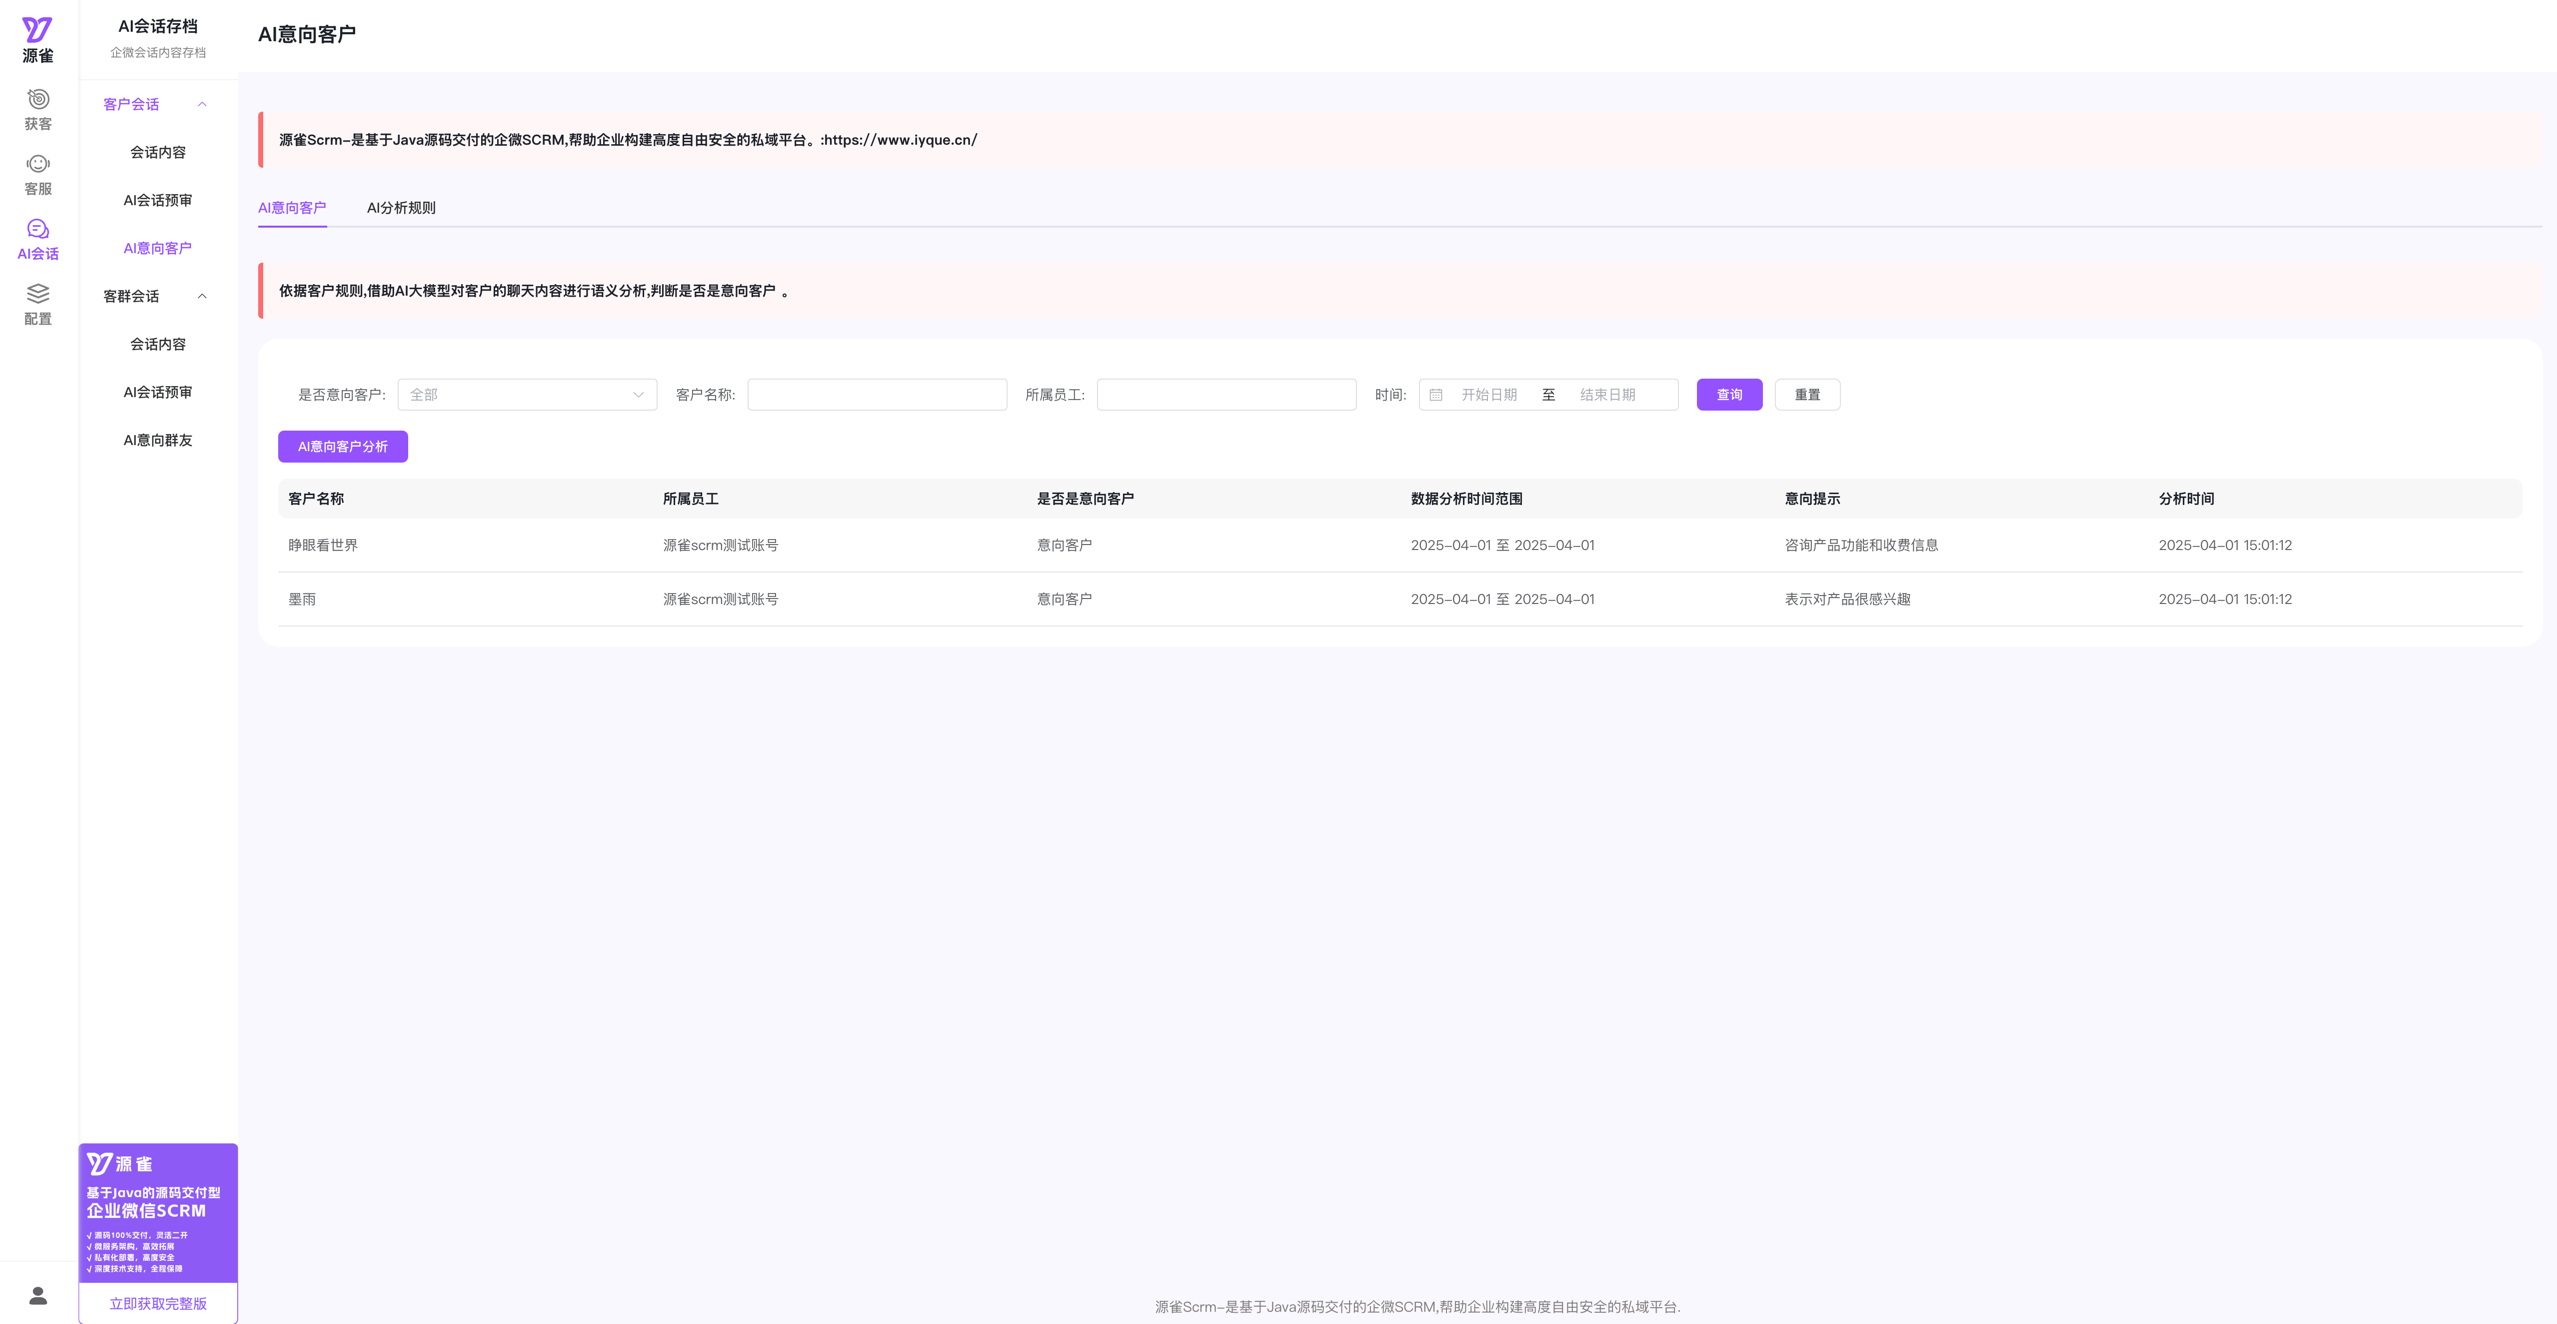 源雀
获客
客服
AI会话
配置
AI会话存档
企微会话内容存档
客户会话
会话内容
AI会话预审
AI意向客户
客群会话
会话内容
AI会话预审
AI意向群友
源雀
基于Java的源码交付型
企业微信SCRM
√ 源码100%交付，灵活二开
√ 微服务架构，高效拓展
√ 私有化部署，高度安全
√ 深度技术支持，全程保障
立即获取完整版
AI意向客户
源雀Scrm-是基于Java源码交付的企微SCRM,帮助企业构建高度自由安全的私域平台。:https://www.iyque.cn/
AI意向客户 AI分析规则
依据客户规则,借助AI大模型对客户的聊天内容进行语义分析,判断是否是意向客户 。
是否意向客户: 全部 客户名称: 所属员工: 时间: 开始日期 至 结束日期 查询 重置
AI意向客户分析
客户名称 所属员工 是否是意向客户 数据分析时间范围 意向提示 分析时间
睁眼看世界 源雀scrm测试账号 意向客户 2025-04-01 至 2025-04-01 咨询产品功能和收费信息 2025-04-01 15:01:12
墨雨 源雀scrm测试账号 意向客户 2025-04-01 至 2025-04-01 表示对产品很感兴趣 2025-04-01 15:01:12
源雀Scrm-是基于Java源码交付的企微SCRM,帮助企业构建高度自由安全的私域平台.